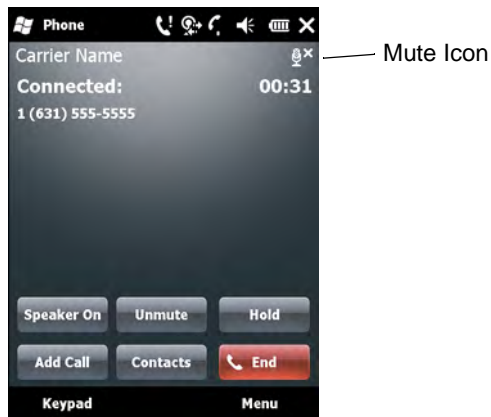 Phone
Carrier Name
Mute Icon
Connected: 00:31
1 (631) 555-5555
Speaker On Unmute Hold
Add Call Contacts End
Keypad Menu